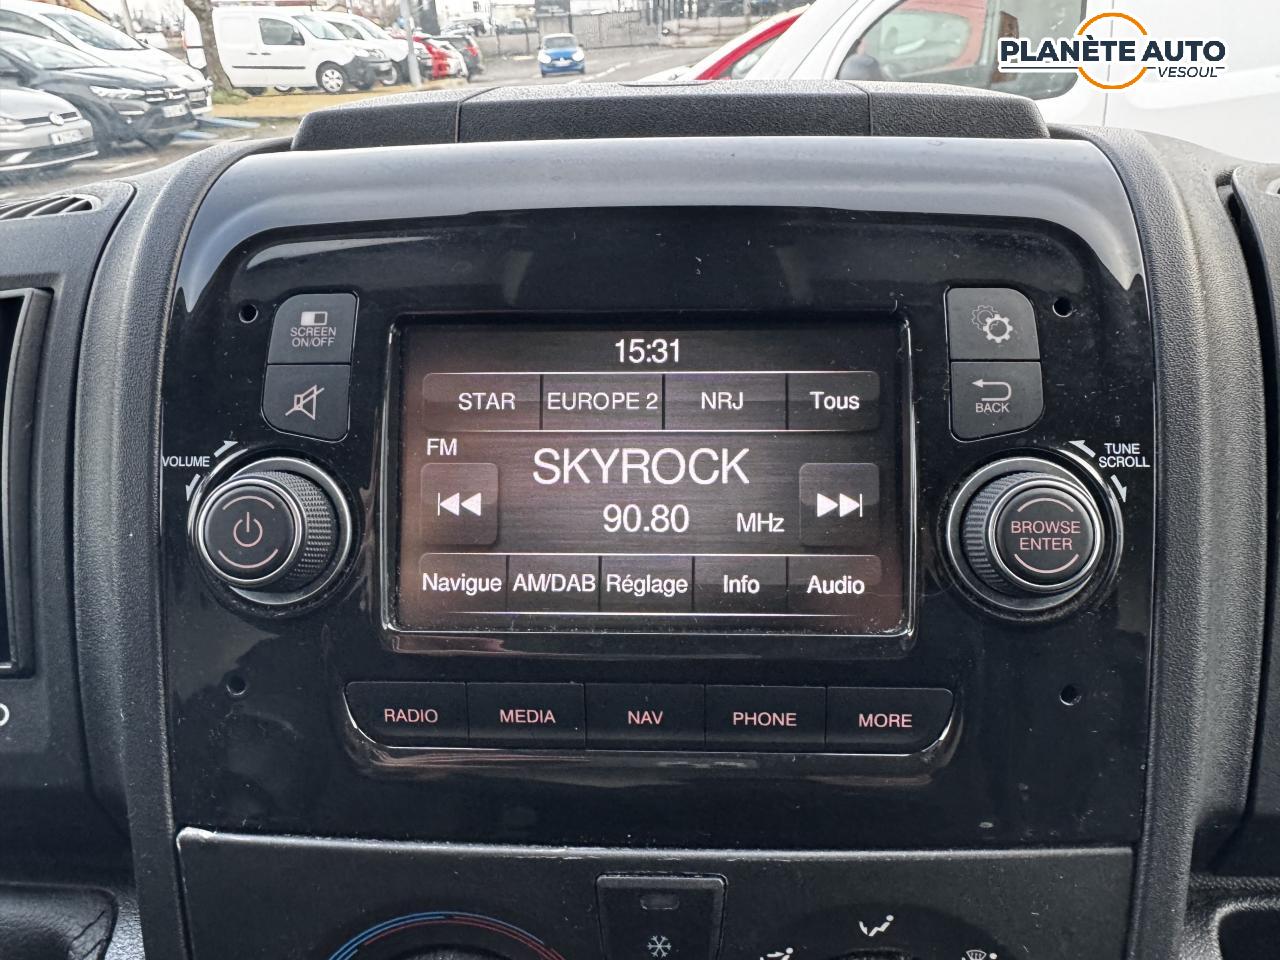 PLANÈTE AUTO
VESOUL
SCREEN
ON/OFF
15:31
STAR EUROPE 2 NRJ Tous
FM
SKYROCK
90.80 MHz
Navigue AM/DAB Réglage Info Audio
BACK
VOLUME
TUNE
SCROLL
BROWSE
ENTER
RADIO MEDIA NAV PHONE MORE